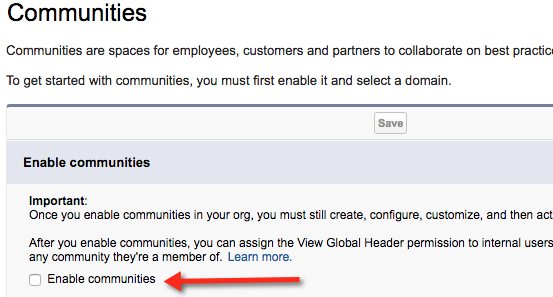 Communities
Communities are spaces for employees, customers and partners to collaborate on best practic
To get started with communities, you must first enable it and select a domain.
Save
Enable communities
Important:
Once you enable communities in your org, you must still create, configure, customize, and then act
After you enable communities, you can assign the View Global Header permission to internal users
any community they're a member of. Learn more.
Enable communities